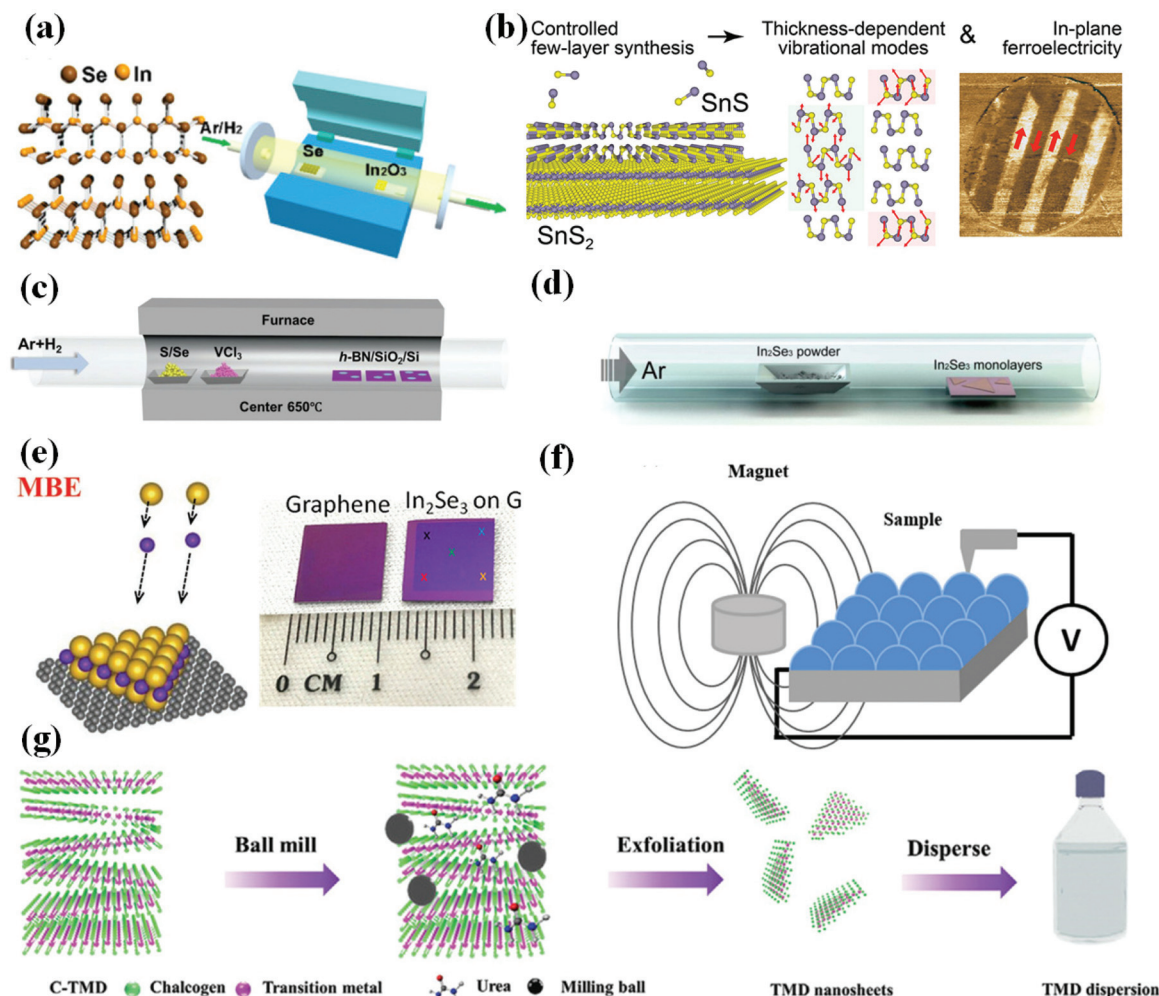 (a)
Se In
Ar/H₂
Se
In₂O₃
(b)
Controlled
few-layer synthesis
Thickness-dependent
vibrational modes
&
In-plane
ferroelectricity
SnS
SnS₂
(c)
Furnace
Ar+H₂
S/Se
VCl₃
h-BN/SiO₂/Si
Center 650℃
(d)
Ar
In₂Se₃ powder
In₂Se₃ monolayers
(e)
MBE
Graphene
In₂Se₃ on G
x x
x
x x
0 CM 1 2
(f)
Magnet
Sample
V
(g)
Ball mill
Exfoliation
Disperse
C-TMD Chalcogen Transition metal Urea Milling ball TMD nanosheets TMD dispersion